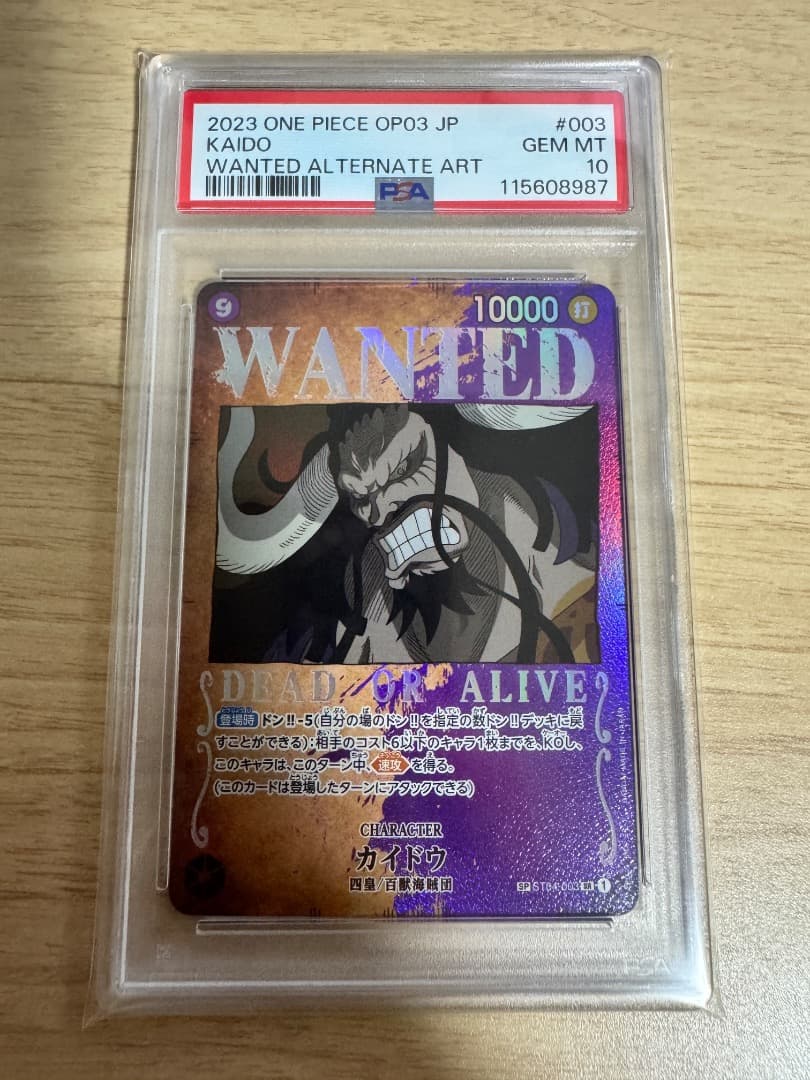 2023 ONE PIECE OP03 JP #003
KAIDO GEM MT
WANTED ALTERNATE ART 10
PSA 115608987
9 10000 打
WANTED
DEAD OR ALIVE
登場時 ドン!!-5(自分の場のドン!!を指定の数ドン!!デッキに戻
すことができる):相手のコスト6以下のキャラ1枚までを、KOし、
このキャラは、このターン中、速攻を得る。
(このカードは登場したターンにアタックできる)
CHARACTER
カイドウ
四皇/百獣海賊団
SP ST04-003 SR 1
PSA